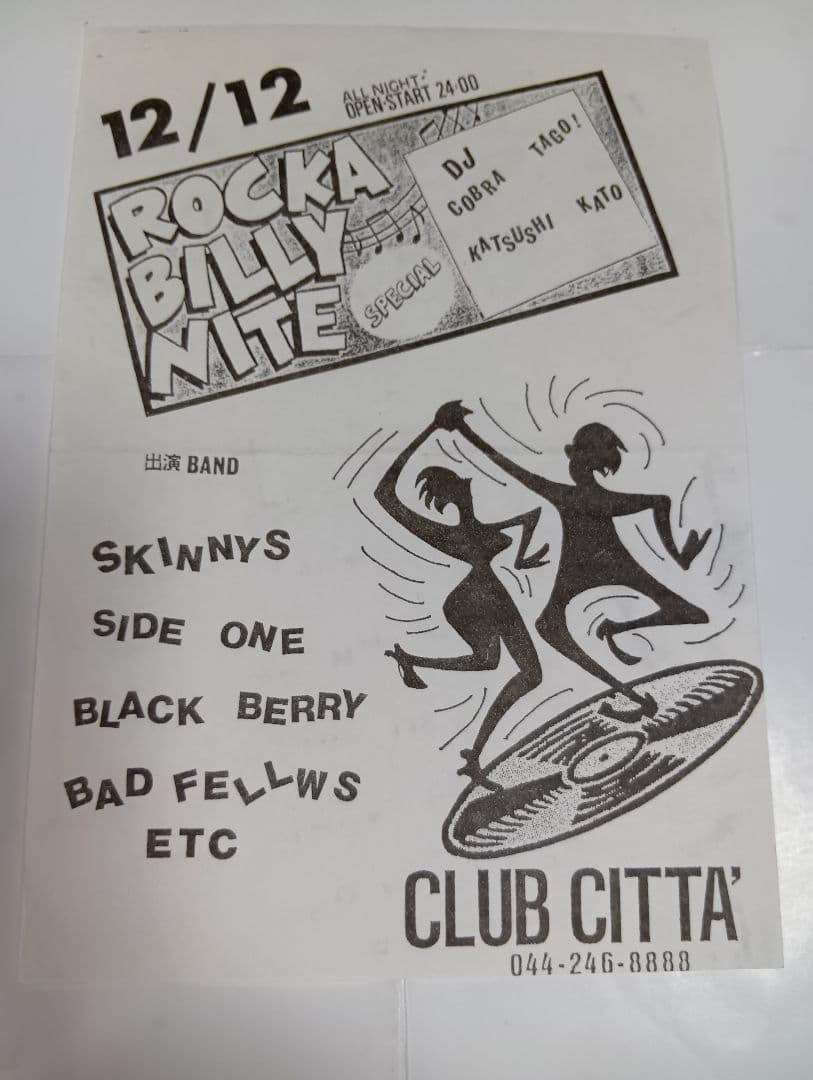 12/12
ALL NIGHT!
OPEN·START 24:00
ROCKA
BILLY
NITE
SPECIAL
DJ
COBRA TAGO!
KATSUSHI KATO
出演 BAND
SKINNYS
SIDE ONE
BLACK BERRY
BAD FELLWS
ETC
CLUB CITTA'
044-246-8888